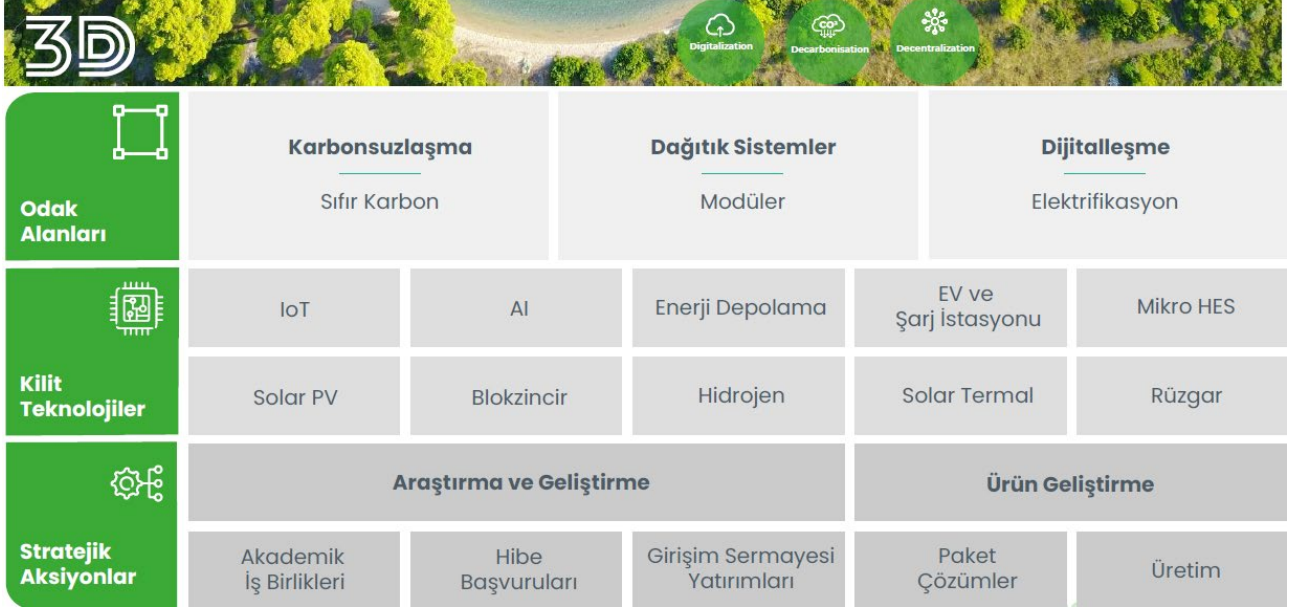 3D
Digitalization
Decarbonisation
Decentralization
CO²
Odak
Alanları
Karbonsuzlaşma
Sıfır Karbon
Dağıtık Sistemler
Modüler
Dijitalleşme
Elektrifikasyon
Kilit
Teknolojiler
IoT
AI
Enerji Depolama
EV ve
Şarj İstasyonu
Mikro HES
Solar PV
Blokzincir
Hidrojen
Solar Termal
Rüzgar
Stratejik
Aksiyonlar
Araştırma ve Geliştirme
Ürün Geliştirme
Akademik
İş Birlikleri
Hibe
Başvuruları
Girişim Sermayesi
Yatırımları
Paket
Çözümler
Üretim